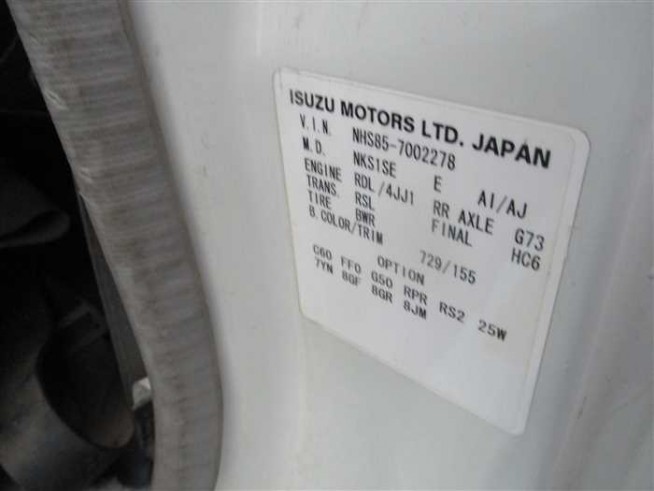 ISUZU MOTORS LTD. JAPAN
V.I.N. NHS85-7002278
M.D. NKS1SE E A1/AJ
ENGINE RDL/4JJ1 RR AXLE G73
TRANS. RSL FINAL HC6
TIRE BWR
B.COLOR/TRIM 729/155
OPTION
C60 FF0 G50 RPR RS2 25W
7YN 8GF 8GR 8JM